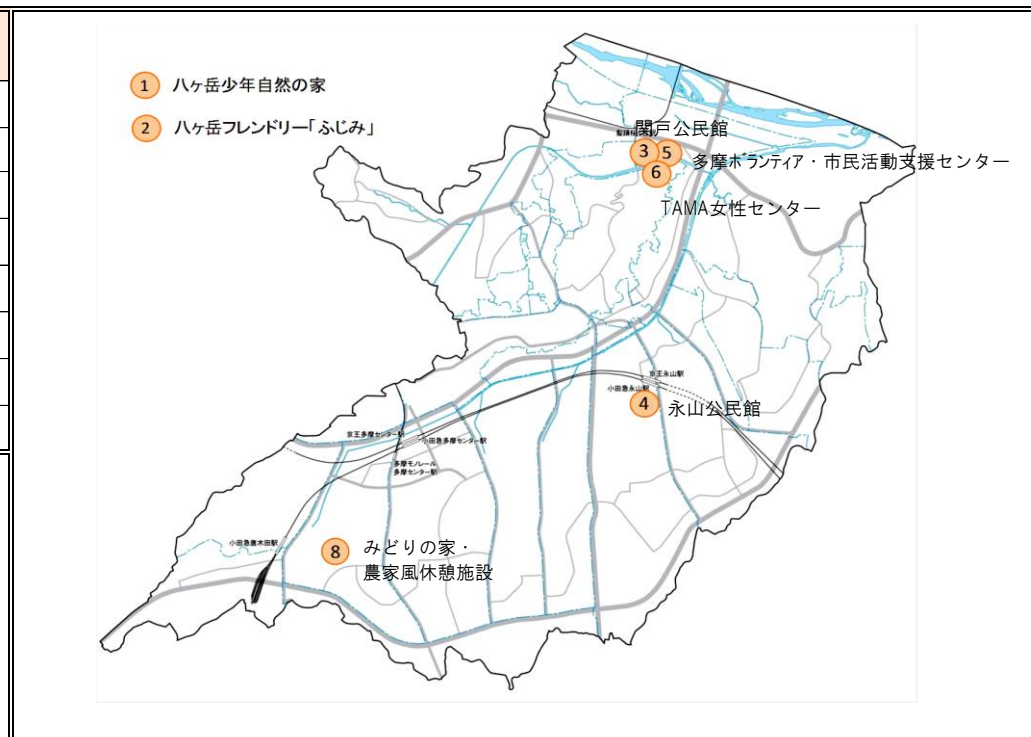 1 八ヶ岳少年自然の家
2 八ヶ岳フレンドリー「ふじみ」
関戸公民館
3 5
多摩ボランティア・市民活動支援センター
6
TAMA女性センター
京王永山駅
小田急永山駅
4 永山公民館
京王多摩センター駅
小田急多摩センター駅
多摩モノレール
多摩センター駅
小田急唐木田駅
8 みどりの家・
農家風休憩施設